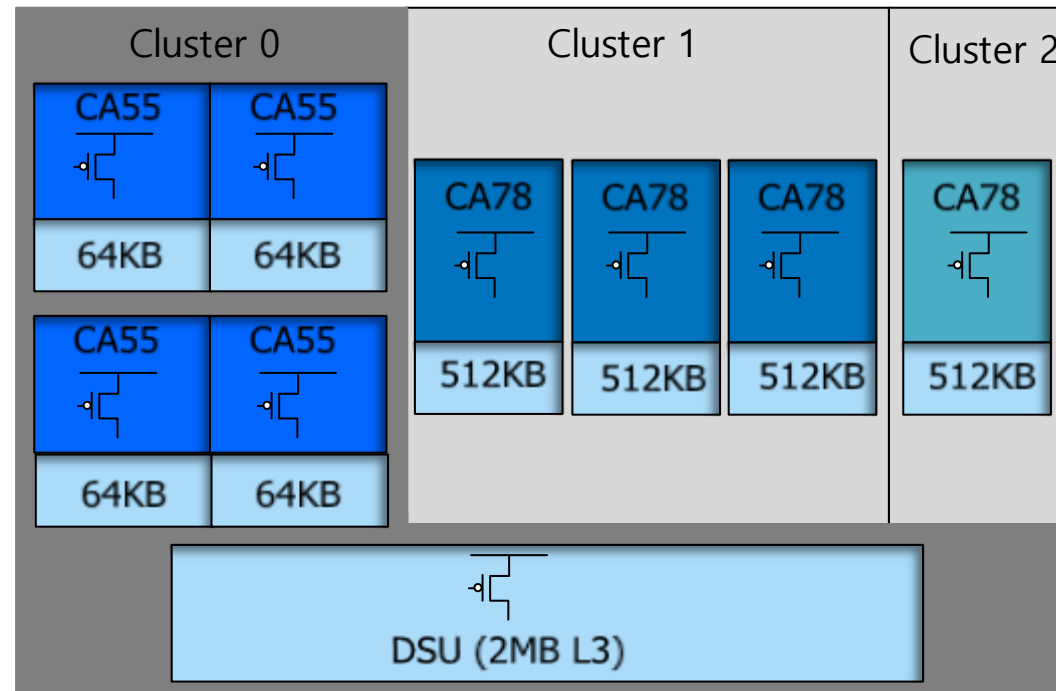 Cluster 0
Cluster 1
Cluster 2
CA55
CA55
64KB
64KB
CA55
CA55
64KB
64KB
CA78
CA78
CA78
CA78
512KB
512KB
512KB
512KB
DSU (2MB L3)